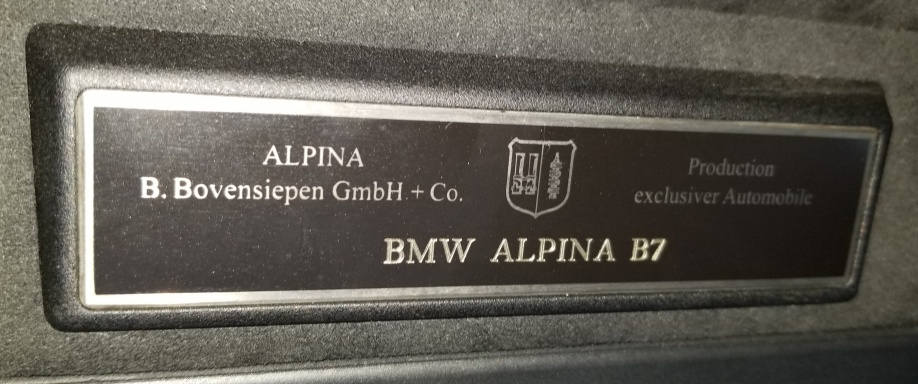 ALPINA
B. Bovensiepen GmbH + Co.
Production
exclusiver Automobile
BMW ALPINA B7